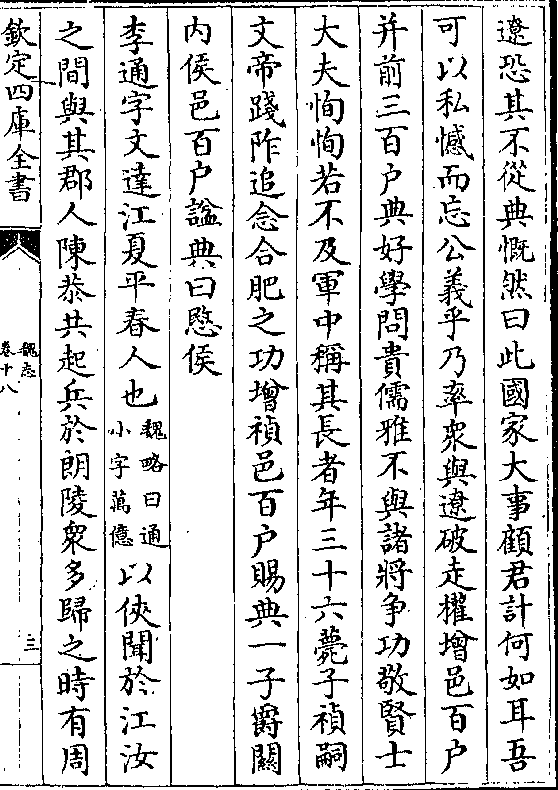 遼恐其不從典慨然曰此國家大事顧君計何如耳吾
可以私憾而忘公義乎乃率衆與遼破走權增邑百户
并前三百户典好學問貴儒雅不與諸將争功敬賢士
大夫恂恂若不及軍中稱其長者年三十六薨子禎嗣
文帝踐阼追念合肥之功增禎邑百户賜典一子爵關
内侯邑百户諡典曰愍侯
李通字文達江夏平春人也魏略曰通小字萬億以俠聞於江汝
之間與其郡人陳恭共起兵於朗陵衆多歸之時有周
欽定四庫全書
魏志
卷十八
三